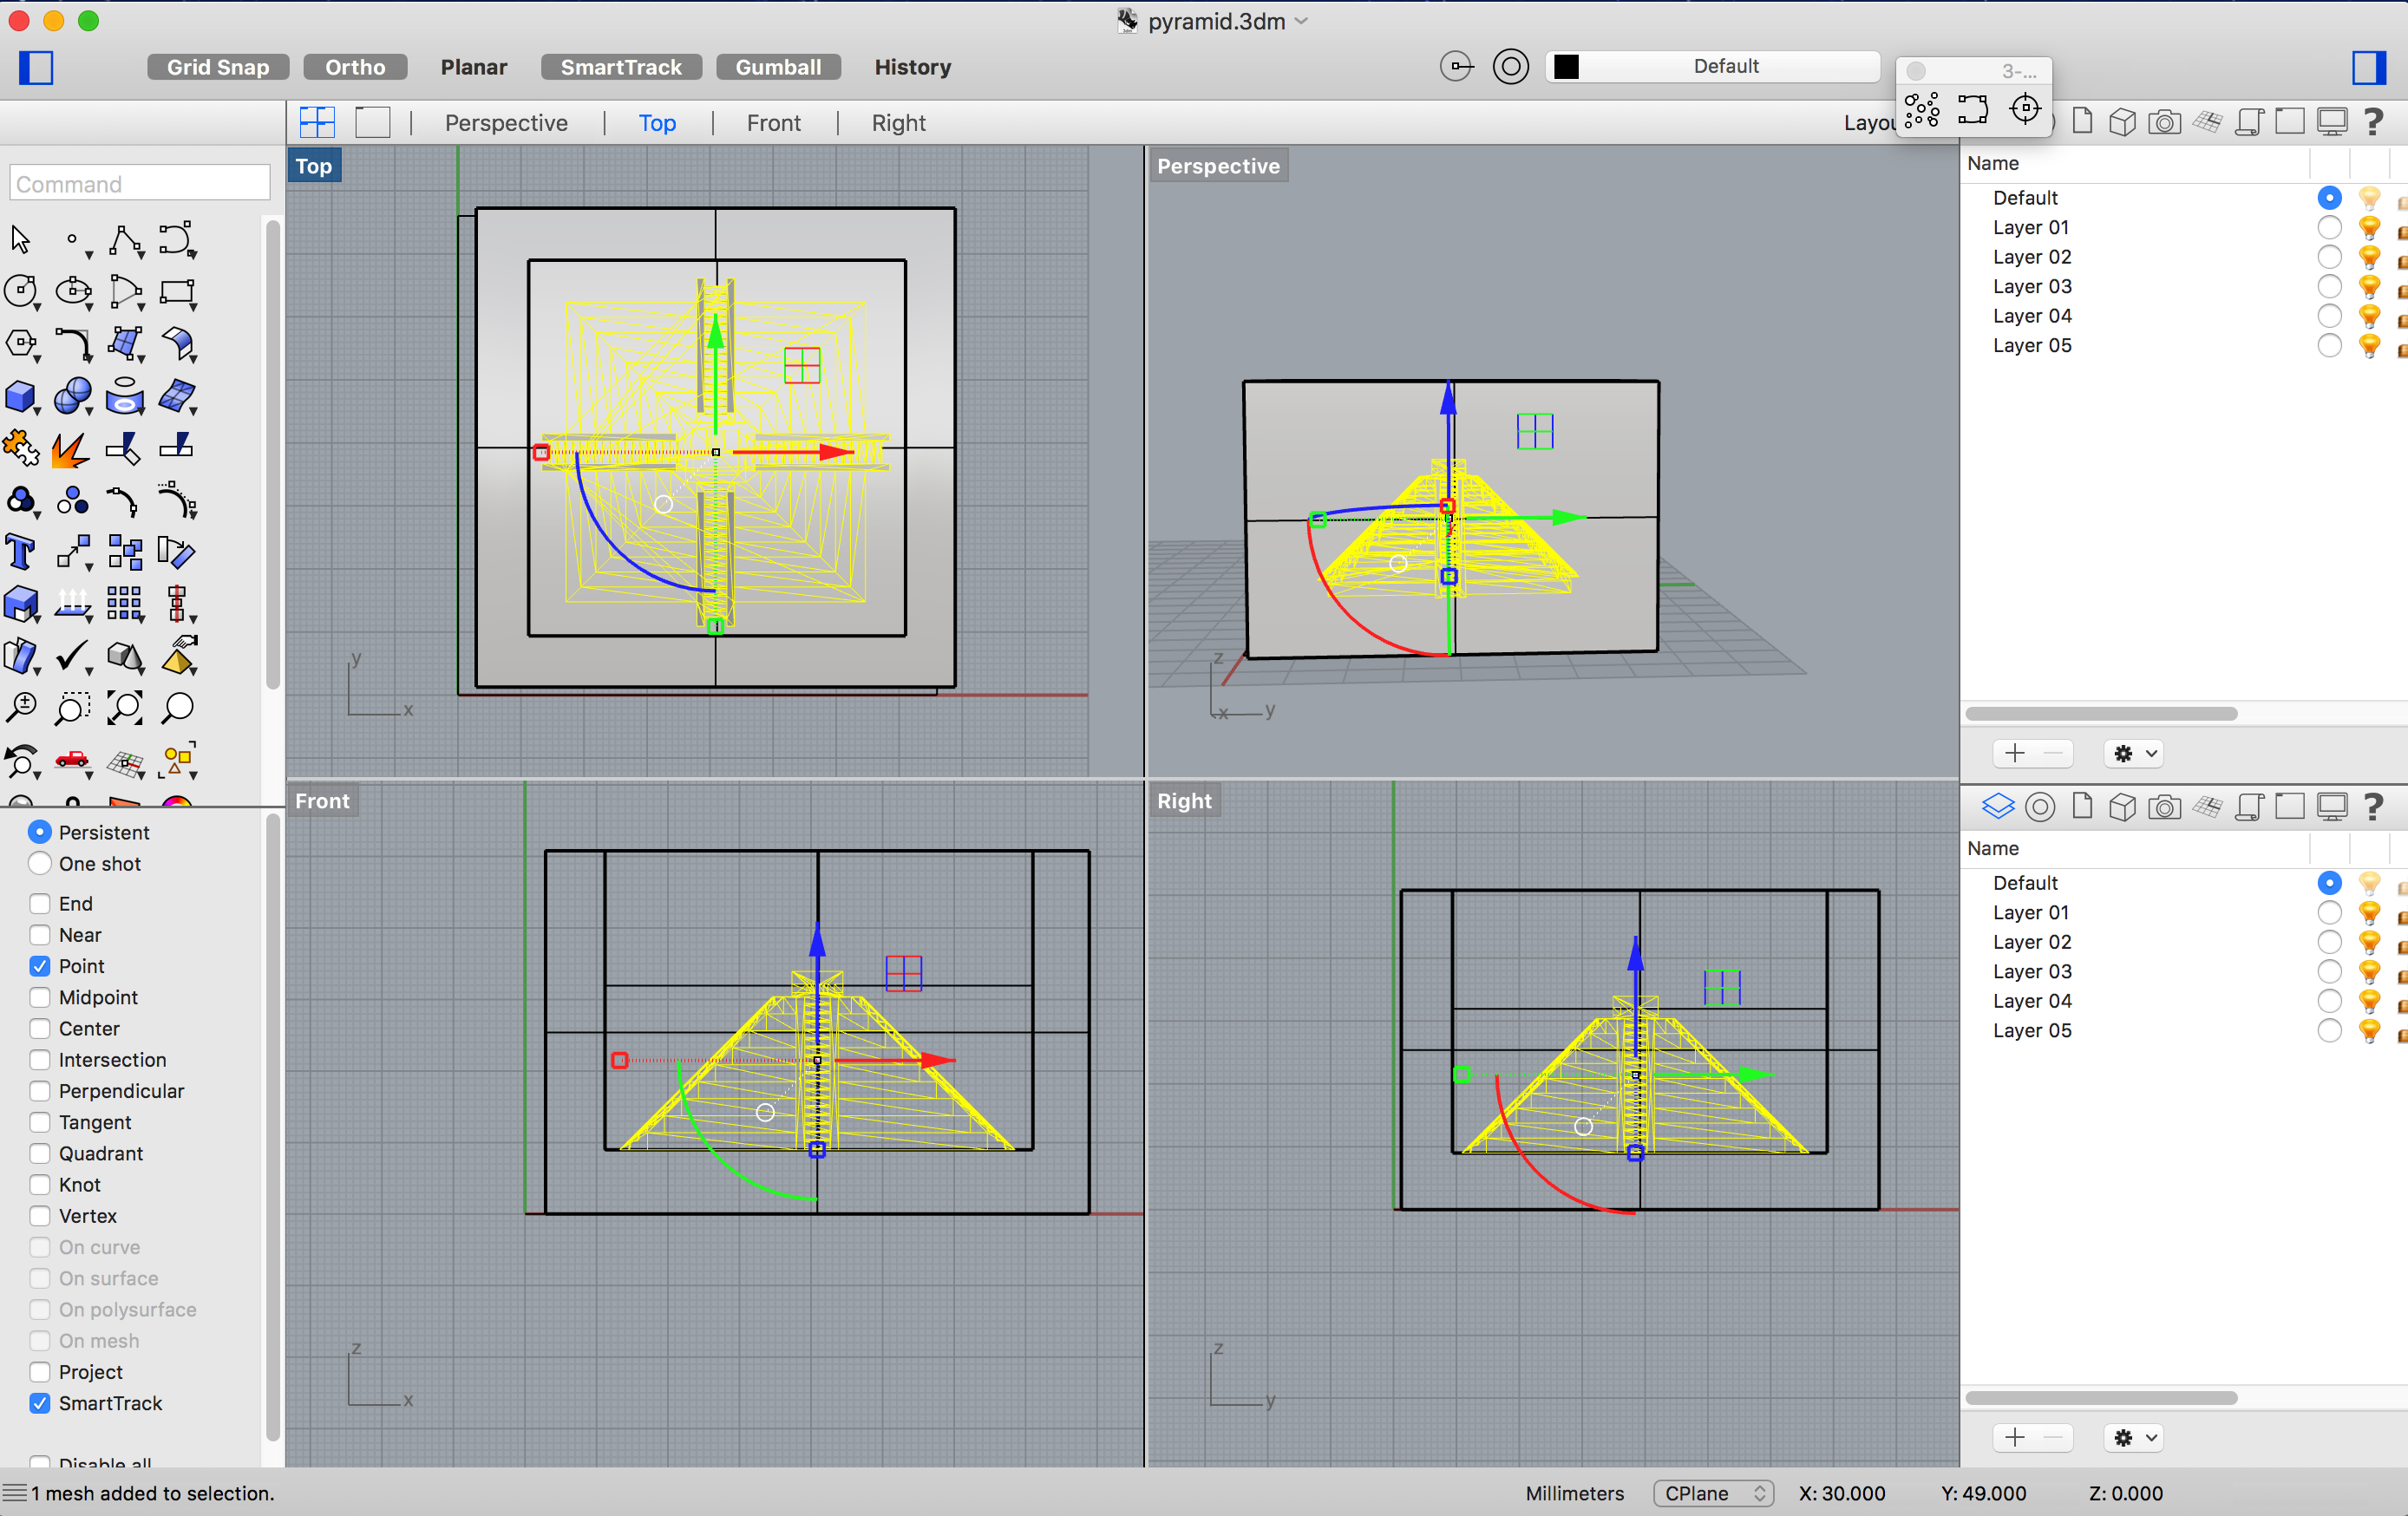 pyramid.3dm
Grid Snap Ortho Planar SmartTrack Gumball History
Default
3-...
Perspective Top Front Right
Command
Top
Perspective
Name
Default
Layer 01
Layer 02
Layer 03
Layer 04
Layer 05
y
x
z
x y
Front
Right
Persistent
One shot
End
Near
Point
Midpoint
Center
Intersection
Perpendicular
Tangent
Quadrant
Knot
Vertex
On curve
On surface
On polysurface
On mesh
Project
SmartTrack
Disable all
z
x
z
y
Name
Default
Layer 01
Layer 02
Layer 03
Layer 04
Layer 05
1 mesh added to selection.
Millimeters CPlane X: 30.000 Y: 49.000 Z: 0.000